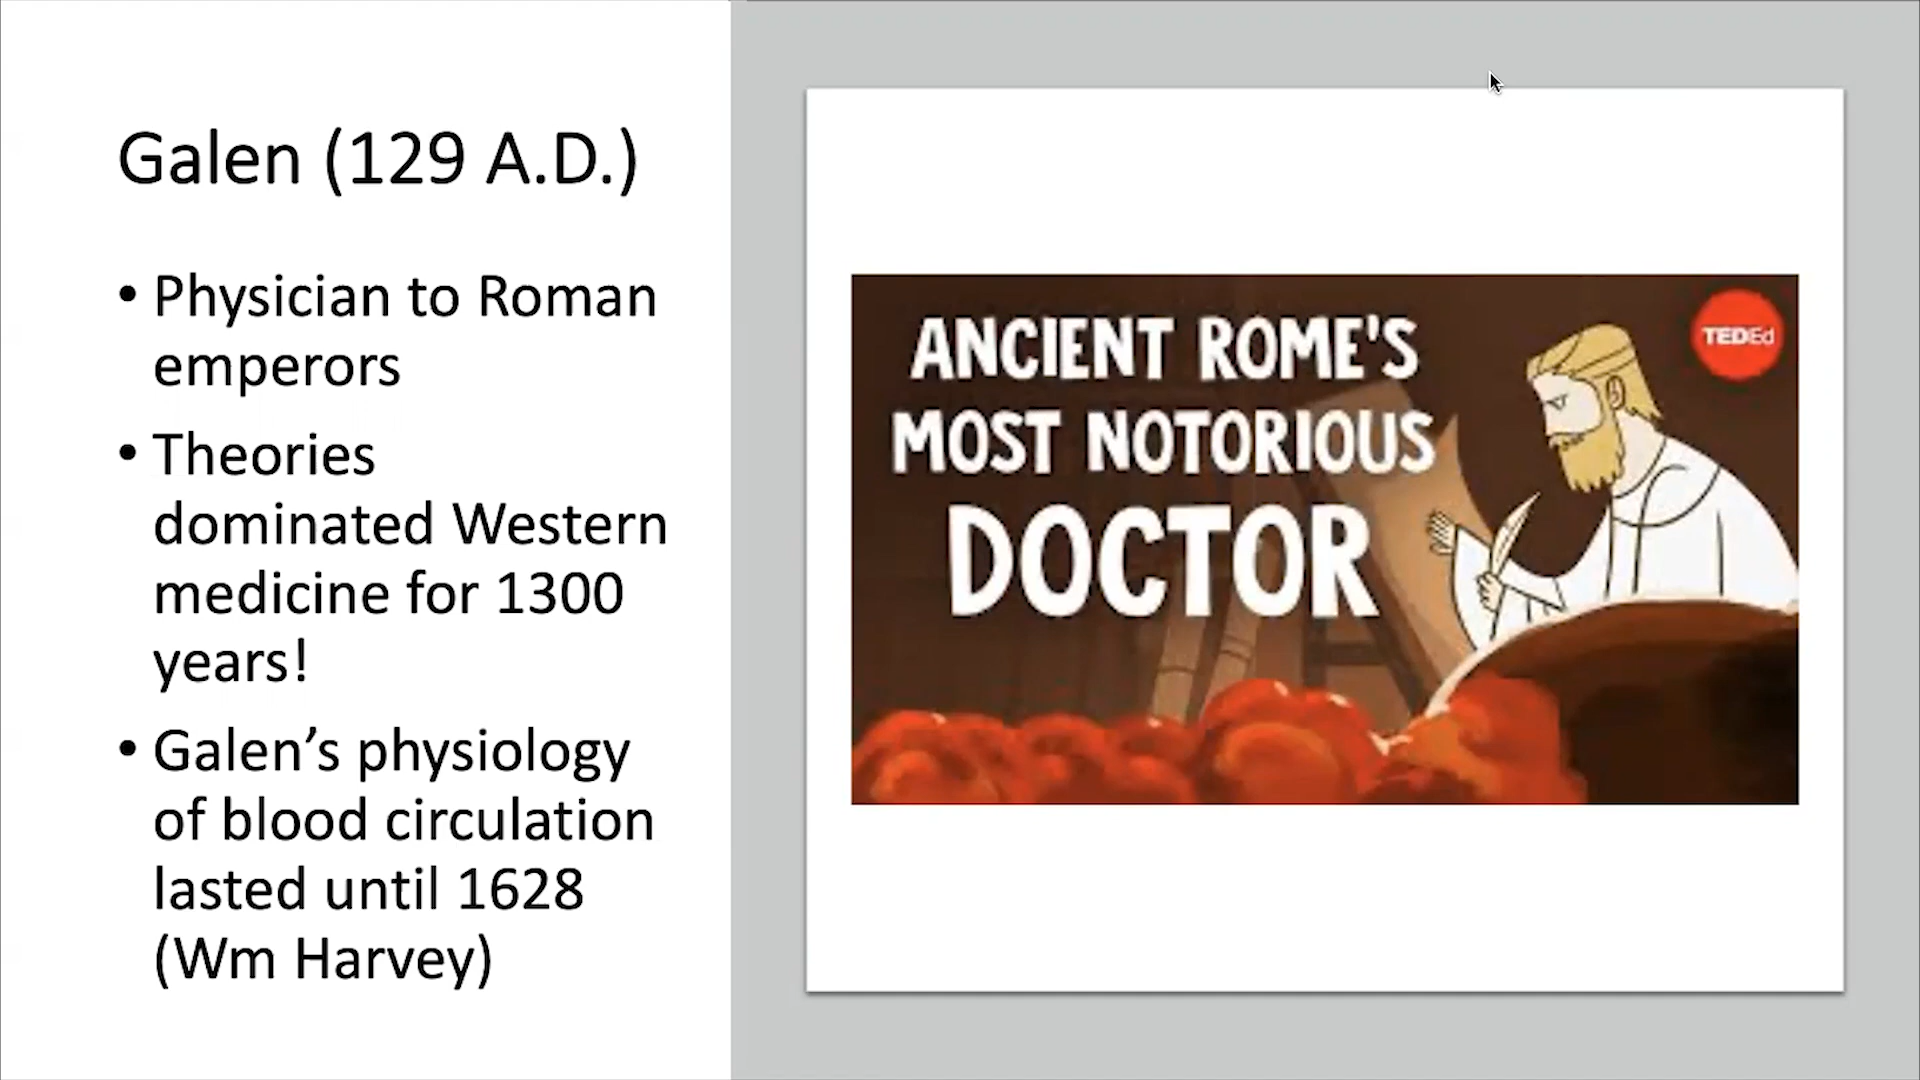 Galen (129 A.D.)
• Physician to Roman
emperors
• Theories
dominated Western
medicine for 1300
years!
• Galen’s physiology
of blood circulation
lasted until 1628
(Wm Harvey)
ANCIENT ROME'S
MOST NOTORIOUS
DOCTOR
TEDEd